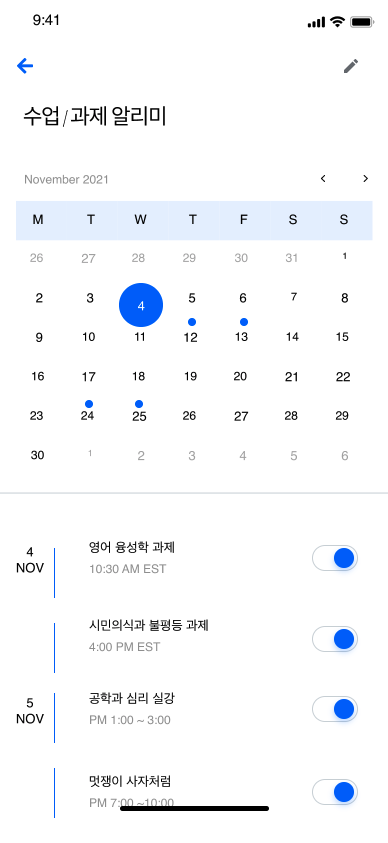 9:41
수업/과제 알리미
November 2021
M T W T F S S
26 27 28 29 30 31 1
2 3 4 5 6 7 8
9 10 11 12 13 14 15
16 17 18 19 20 21 22
23 24 25 26 27 28 29
30 1 2 3 4 5 6
4
NOV
영어 융성학 과제
10:30 AM EST
시민의식과 불평등 과제
4:00 PM EST
5
NOV
공학과 심리 실강
PM 1:00 ~ 3:00
멋쟁이 사자처럼
PM 7:00 ~10:00